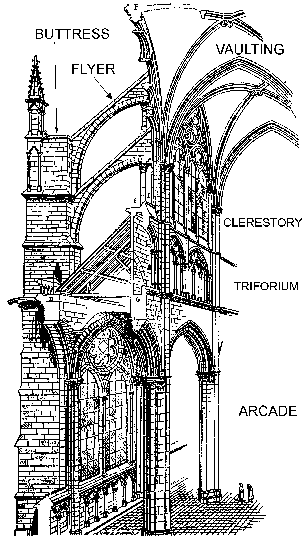 BUTTRESS
FLYER
VAULTING
CLERESTORY
TRIFORIUM
ARCADE